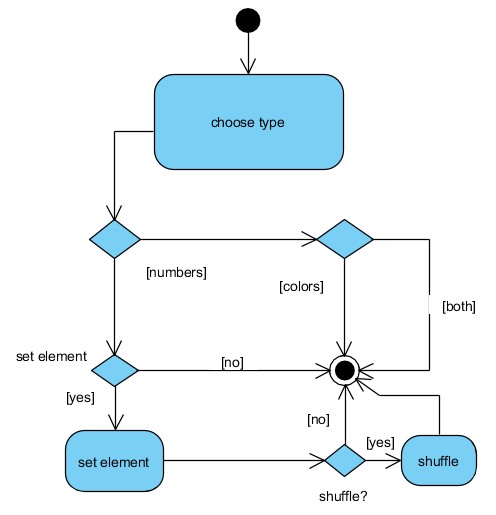 choose type
[numbers]
[colors]
[both]
set element
[no]
[yes]
[no]
set element
[yes]
shuffle
shuffle?